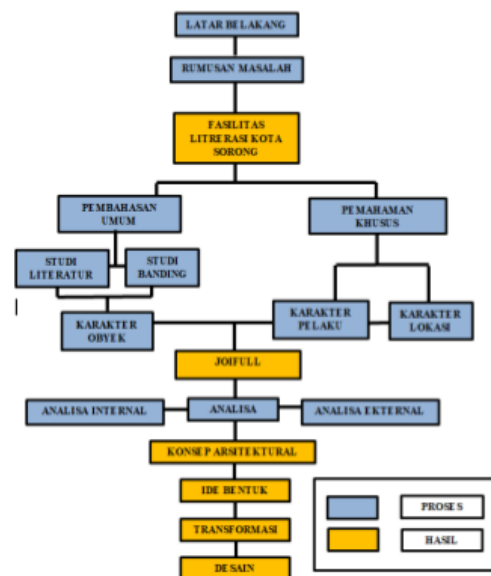 LATAR BELAKANG
RUMUSAN MASALAH
FASILITAS
LITRERASI KOTA
SORONG
PEMBAHASAN
UMUM
PEMAHAMAN
KHUSUS
STUDI
LITERATUR
STUDI
BANDING
KARAKTER
OBYEK
KARAKTER
PELAKU
KARAKTER
LOKASI
JOIFULL
ANALISA INTERNAL
ANALISA
ANALISA EKTERNAL
KONSEP ARSITEKTURAL
IDE BENTUK
TRANSFORMASI
DESAIN
PROSES
HASIL